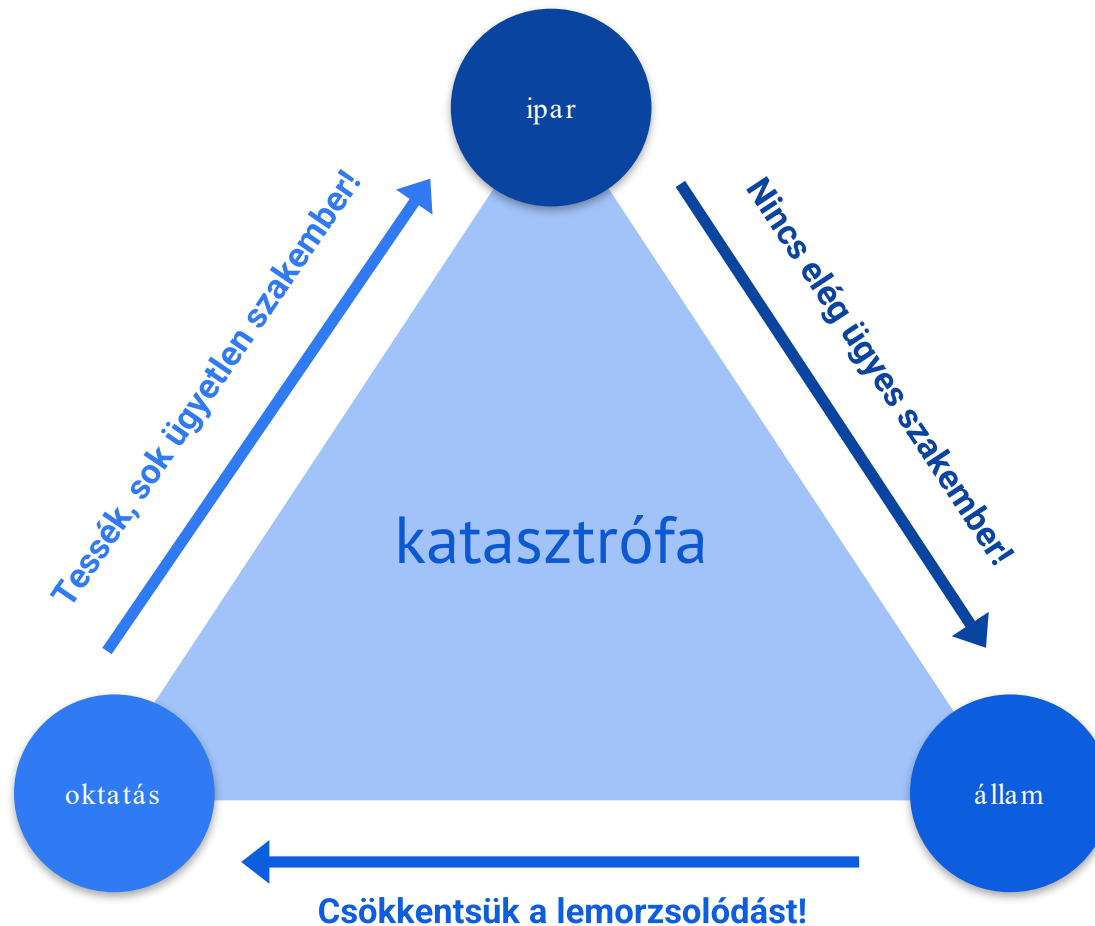 ipar
Tessék, sok ügyetlen szakember!
Nincs elég ügyes szakember!
katasztrófa
oktatás
állam
Csökkentsük a lemorzsolódást!